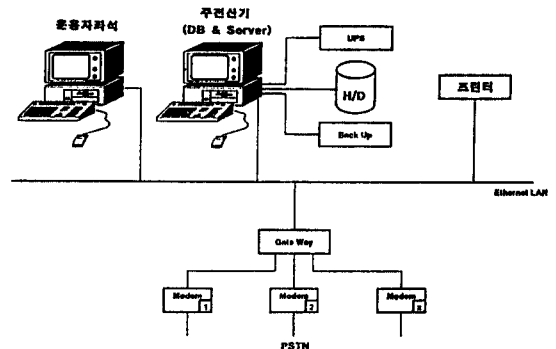 운용자좌석
주전산기
(DB & Server)
UPS
H/D
Back Up
프린터
Ethernet LAN
Gate Way
Modem 1
Modem 2
Modem
PSTN